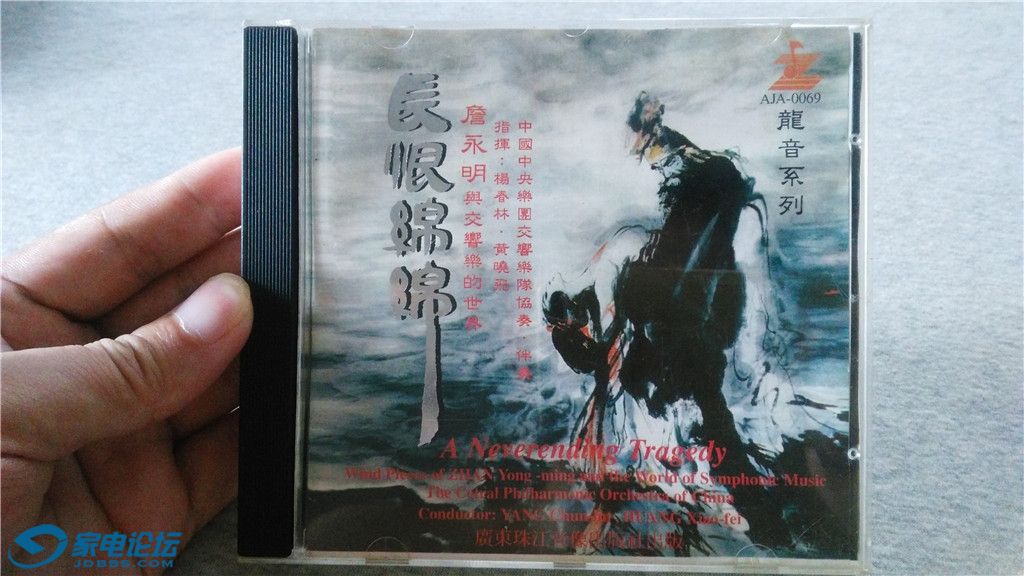 AJA-0069
龍音系列
長恨綿綿
詹永明與交響樂的世界
指揮：楊春林·黃曉飛
中國中央樂團交響樂隊協奏·伴奏
A Neverending Tragedy
Wind Pieces of ZHAN Yong -ming and the World of Symphonic Music
The Central Philharmonic Orchestra of China
Conductor: YANG Chun-lin, HUANG Xiao-fei
廣東珠江音像出版社出版
家电论坛
JDBBS.COM